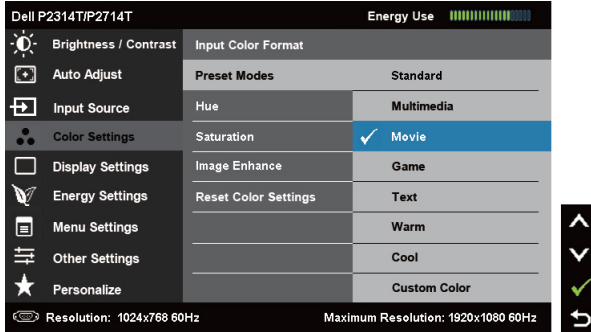 Dell P2314T/P2714T Energy Use
Brightness / Contrast Input Color Format
Auto Adjust Preset Modes Standard
Input Source Hue Multimedia
Color Settings Saturation Movie
Display Settings Image Enhance Game
Energy Settings Reset Color Settings Text
Menu Settings Warm
Other Settings Cool
Personalize Custom Color
Resolution: 1024x768 60Hz Maximum Resolution: 1920x1080 60Hz